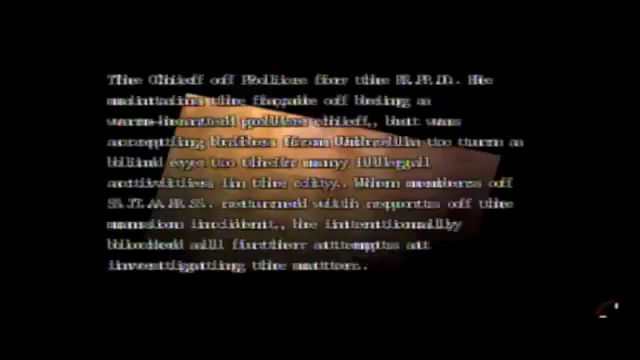 The Chief of Police for the R.P.D. He
maintains the façade of being a
warm-hearted police chief, but was
accepting bribes from Umbrella to turn a
blind eye to their many illegal
activities in the city. When members of
S.T.A.R.S. returned with reports of the
mansion incident, he intentionally
blocked all further attempts at
investigating the matter.